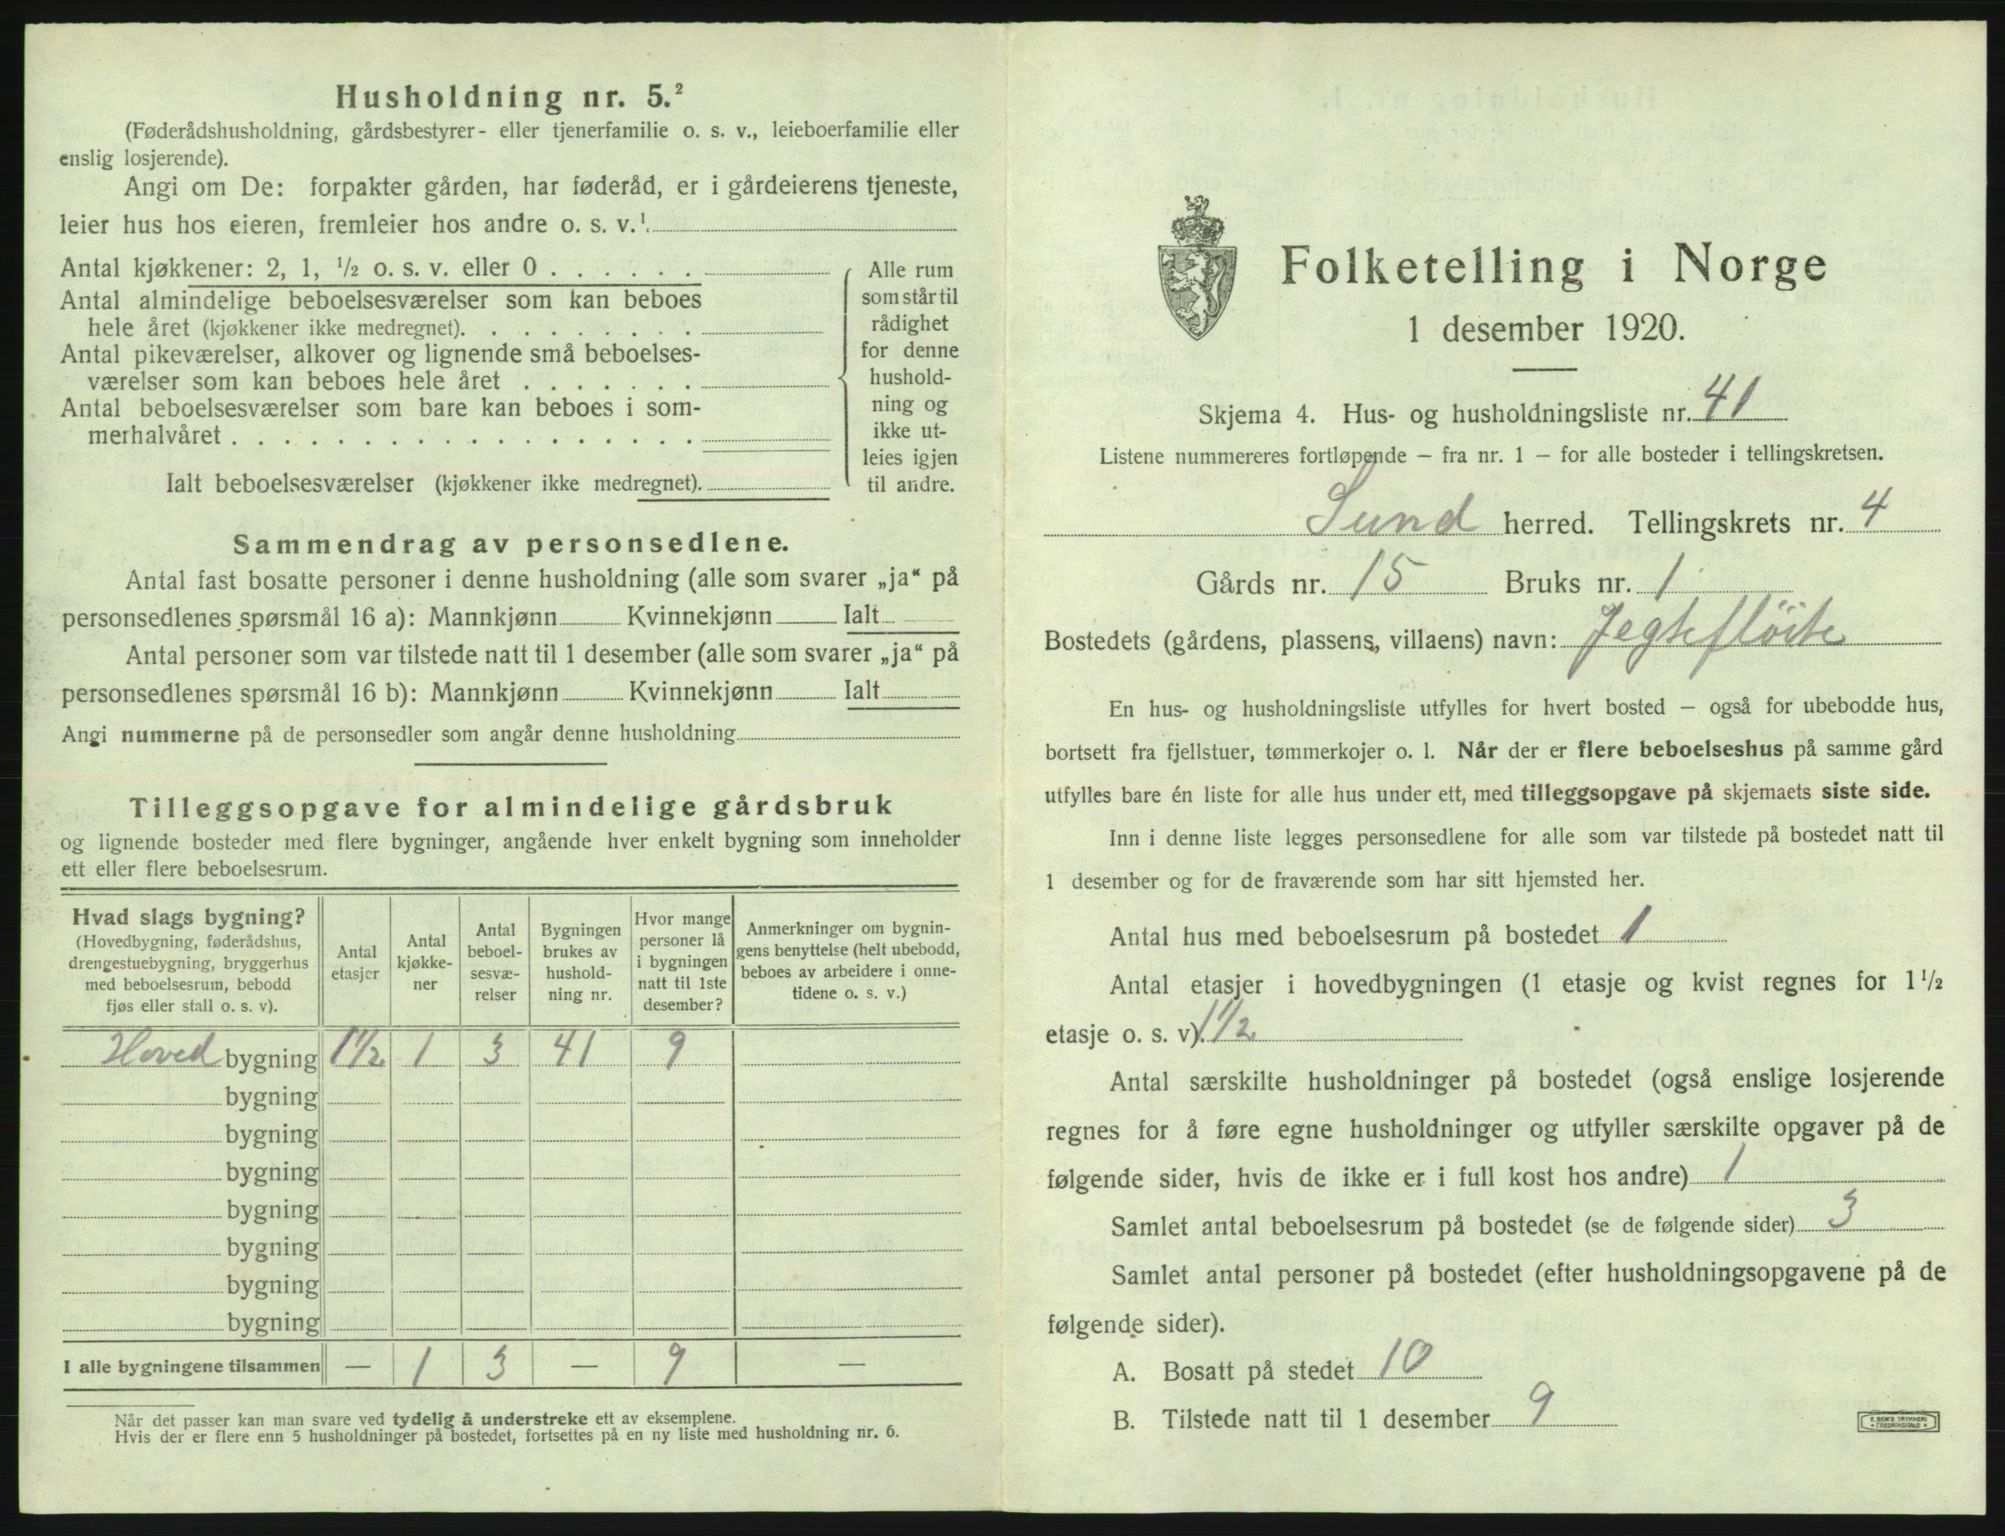 Husholdning nr. 5.²
(Føderådshusholdning, gårdsbestyrer- eller tjenerfamilie o. s. v., leieboerfamilie eller
enslig losjerende).
Angi om De: forpakter gården, har føderåd, er i gårdeierens tjeneste,
leier hus hos eieren, fremleier hos andre o. s. v.¹
Antal kjøkkener: 2, 1, ½ o. s. v. eller 0 . . . . . .
Antal almindelige beboelsesværelser som kan beboes
hele året (kjøkkener ikke medregnet). . . . . . . . .
Antal pikeværelser, alkover og lignende små beboelses-
værelser som kan beboes hele året . . . . . . .
Antal beboelsesværelser som bare kan beboes i som-
merhalvåret . . . . . . . . . . . . . . . . . .
Ialt beboelsesværelser (kjøkkener ikke medregnet).
Alle rum
som står til
rådighet
for denne
hushold-
ning og
ikke ut-
leies igjen
til andre.
Sammendrag av personsedlene.
Antal fast bosatte personer i denne husholdning (alle som svarer „ja“ på
personsedlenes spørsmål 16 a): Mannkjønn Kvinnekjønn Ialt
Antal personer som var tilstede natt til 1 desember (alle som svarer „ja“ på
personsedlenes spørsmål 16 b): Mannkjønn Kvinnekjønn Ialt
Angi nummerne på de personsedler som angår denne husholdning
Tilleggsopgave for almindelige gårdsbruk
og lignende bosteder med flere bygninger, angående hver enkelt bygning som inneholder
ett eller flere beboelsesrum.
Hvad slags bygning?
(Hovedbygning, føderådshus,
drengestuebygning, bryggerhus
med beboelsesrum, bebodd
fjøs eller stall o. s. v).
Antal
etasjer
Antal
kjøkke-
ner
Antal
beboel-
sesvæ-
relser
Bygningen
brukes av
hushold-
ning nr.
Hvor mange
personer lå
i bygningen
natt til 1ste
desember?
Anmerkninger om bygnin-
gens benyttelse (helt ubebodd,
beboes av arbeidere i onne-
tidene o. s. v.)
Hoved bygning 1½ 1 3 41 9
bygning
bygning
bygning
bygning
bygning
bygning
bygning
I alle bygningene tilsammen — 1 3 — 9 —
Når det passer kan man svare ved tydelig å understreke ett av eksemplene.
Hvis der er flere enn 5 husholdninger på bostedet, fortsettes på en ny liste med husholdning nr. 6.
Folketelling i Norge
1 desember 1920.
Skjema 4. Hus- og husholdningsliste nr. 41
Listene nummereres fortløpende — fra nr. 1 — for alle bosteder i tellingskretsen.
Sund herred. Tellingskrets nr. 4
Gårds nr. 15 Bruks nr. 1
Bostedets (gårdens, plassens, villaens) navn: Jegtefløite
En hus- og husholdningsliste utfylles for hvert bosted — også for ubebodde hus,
bortsett fra fjellstuer, tømmerkojer o. l. Når der er flere beboelseshus på samme gård
utfylles bare én liste for alle hus under ett, med tilleggsopgave på skjemaets siste side.
Inn i denne liste legges personsedlene for alle som var tilstede på bostedet natt til
1 desember og for de fraværende som har sitt hjemsted her.
Antal hus med beboelsesrum på bostedet 1
Antal etasjer i hovedbygningen (1 etasje og kvist regnes for 1½
etasje o. s. v). 1½
Antal særskilte husholdninger på bostedet (også enslige losjerende
regnes for å føre egne husholdninger og utfyller særskilte opgaver på de
følgende sider, hvis de ikke er i full kost hos andre) 1
Samlet antal beboelsesrum på bostedet (se de følgende sider) 3
Samlet antal personer på bostedet (efter husholdningsopgavene på de
følgende sider).
A. Bosatt på stedet 10
B. Tilstede natt til 1 desember 9